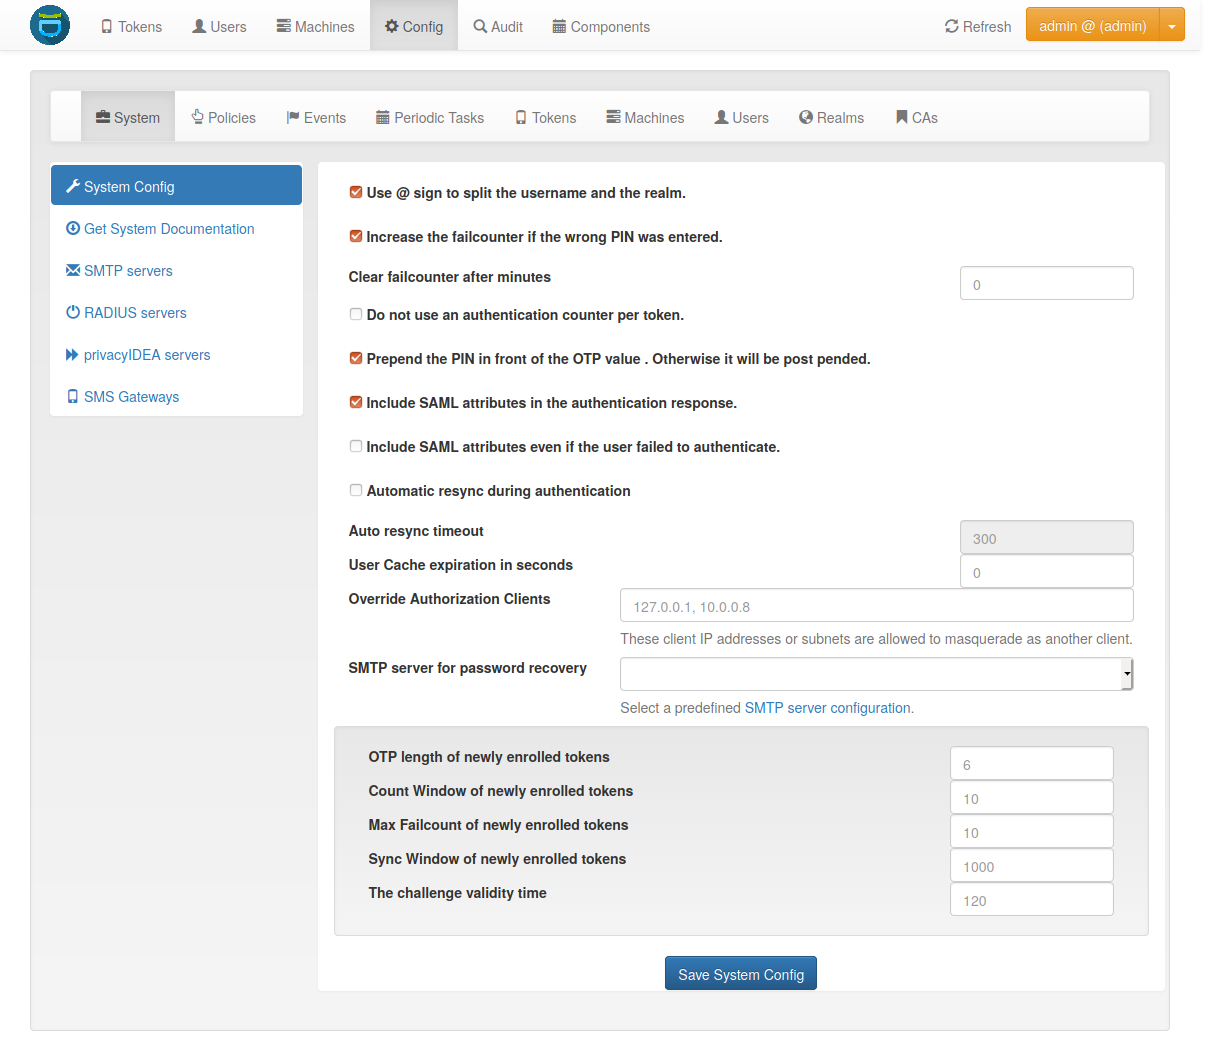 Tokens Users Machines Config Audit Components Refresh admin @ (admin)
System Policies Events Periodic Tasks Tokens Machines Users Realms CAs
System Config
Get System Documentation
SMTP servers
RADIUS servers
privacyIDEA servers
SMS Gateways
Use @ sign to split the username and the realm.
Increase the failcounter if the wrong PIN was entered.
Clear failcounter after minutes 0
Do not use an authentication counter per token.
Prepend the PIN in front of the OTP value . Otherwise it will be post pended.
Include SAML attributes in the authentication response.
Include SAML attributes even if the user failed to authenticate.
Automatic resync during authentication
Auto resync timeout 300
User Cache expiration in seconds 0
Override Authorization Clients 127.0.0.1, 10.0.0.8
These client IP addresses or subnets are allowed to masquerade as another client.
SMTP server for password recovery
Select a predefined SMTP server configuration.
OTP length of newly enrolled tokens 6
Count Window of newly enrolled tokens 10
Max Failcount of newly enrolled tokens 10
Sync Window of newly enrolled tokens 1000
The challenge validity time 120
Save System Config